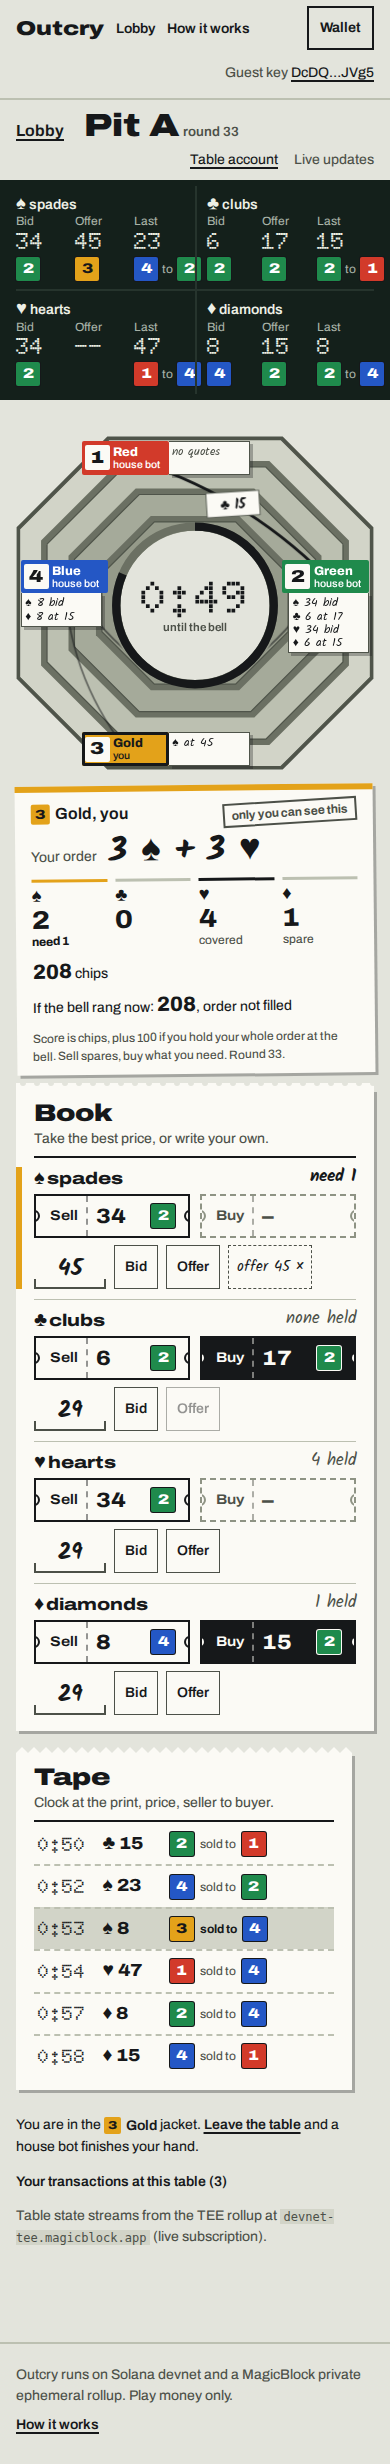 Outcry Lobby How it works Wallet
Guest key DcDQ...JVg5
Lobby Pit A round 33
Table account Live updates
♠ spades
Bid Offer Last
34 45 23
2 3 4 to 2
♣ clubs
Bid Offer Last
6 17 15
2 2 2 to 1
♥ hearts
Bid Offer Last
34 -- 47
2 1 to 4
♦ diamonds
Bid Offer Last
8 15 8
4 2 2 to 4
1 Red house bot
no quotes
♣ 15
4 Blue house bot
♠ 8 bid
♦ 8 at 15
2 Green house bot
♠ 34 bid
♣ 6 at 17
♥ 34 bid
♦ 6 at 15
0:49
until the bell
3 Gold you
♠ at 45
3 Gold, you
only you can see this
Your order 3 ♠ + 3 ♥
♠ ♣ ♥ ♦
2 0 4 1
need 1 covered spare
208 chips
If the bell rang now: 208, order not filled
Score is chips, plus 100 if you hold your whole order at the
bell. Sell spares, buy what you need. Round 33.
Book
Take the best price, or write your own.
♠ spades need 1
Sell 34 2 Buy –
45 Bid Offer offer 45 ×
♣ clubs none held
Sell 6 2 Buy 17 2
29 Bid Offer
♥ hearts 4 held
Sell 34 2 Buy –
29 Bid Offer
♦ diamonds 1 held
Sell 8 4 Buy 15 2
29 Bid Offer
Tape
Clock at the print, price, seller to buyer.
0:50 ♣ 15 2 sold to 1
0:52 ♠ 23 4 sold to 2
0:53 ♠ 8 3 sold to 4
0:54 ♥ 47 1 sold to 4
0:57 ♦ 8 2 sold to 4
0:58 ♦ 15 4 sold to 1
You are in the 3 Gold jacket. Leave the table and a
house bot finishes your hand.
Your transactions at this table (3)
Table state streams from the TEE rollup at devnet-
tee.magicblock.app (live subscription).
Outcry runs on Solana devnet and a MagicBlock private
ephemeral rollup. Play money only.
How it works